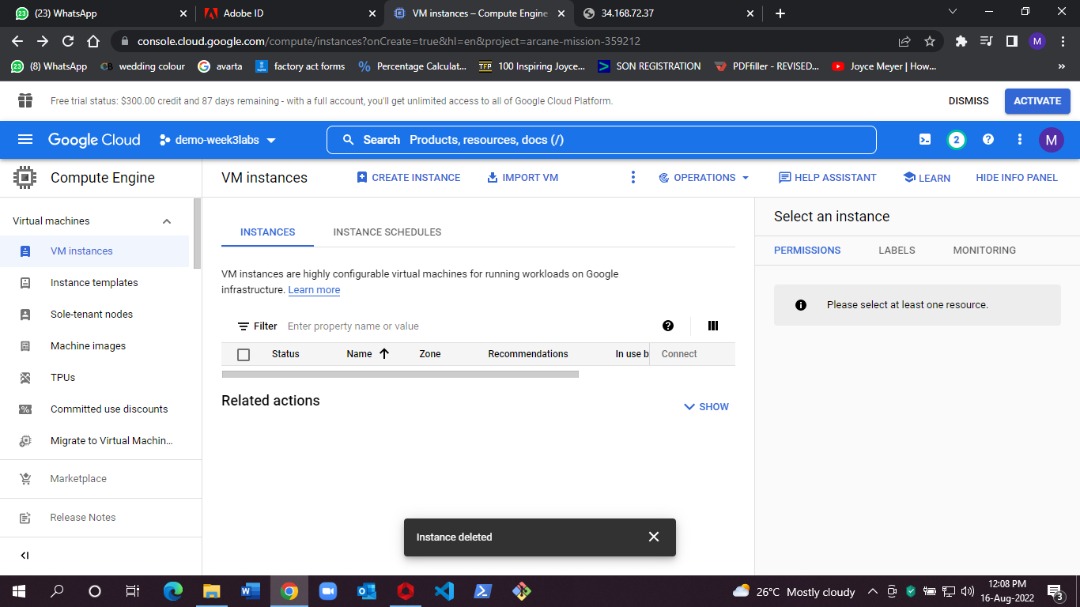 (23) WhatsApp
Adobe ID
VM instances – Compute Engine
34.168.72.37
console.cloud.google.com/compute/instances?onCreate=true&hl=en&project=arcane-mission-359212
M
(8) WhatsApp
wedding colour
avarta
factory act forms
Percentage Calculat...
100 Inspiring Joyce...
SON REGISTRATION
PDFfiller - REVISED...
Joyce Meyer | How...
»
Free trial status: $300.00 credit and 87 days remaining - with a full account, you'll get unlimited access to all of Google Cloud Platform.
DISMISS
ACTIVATE
Google Cloud
demo-week3labs
Search Products, resources, docs (/)
2
M
Compute Engine
VM instances
CREATE INSTANCE
IMPORT VM
OPERATIONS
HELP ASSISTANT
LEARN
HIDE INFO PANEL
Virtual machines
VM instances
Instance templates
Sole-tenant nodes
Machine images
TPUs
Committed use discounts
Migrate to Virtual Machin...
Marketplace
Release Notes
INSTANCES
INSTANCE SCHEDULES
VM instances are highly configurable virtual machines for running workloads on Google
infrastructure. Learn more
Filter Enter property name or value
Status
Name
Zone
Recommendations
In use b
Connect
Related actions
SHOW
Select an instance
PERMISSIONS
LABELS
MONITORING
Please select at least one resource.
Instance deleted
26°C Mostly cloudy
12:08 PM
16-Aug-2022
3